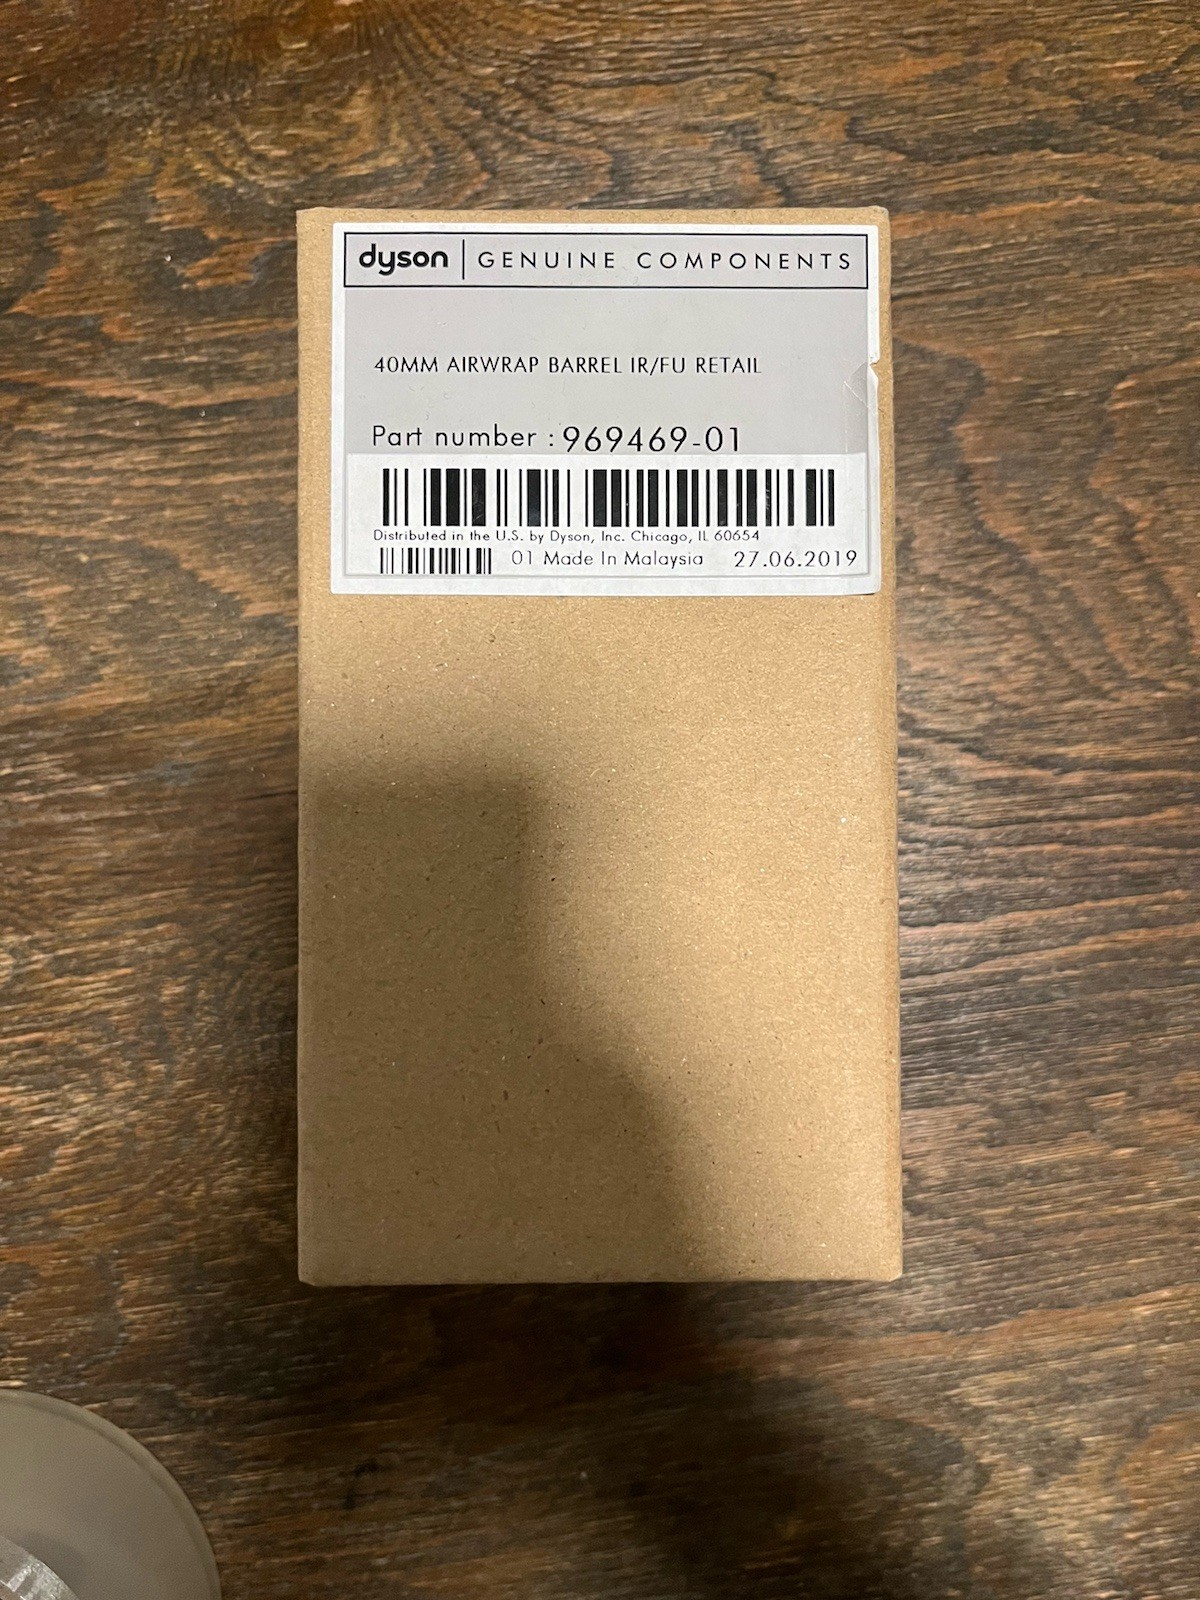 dyson | GENUINE COMPONENTS
40MM AIRWRAP BARREL IR/FU RETAIL
Part number : 969469-01
Distributed in the U.S. by Dyson, Inc. Chicago, IL 60654
01 Made In Malaysia 27.06.2019